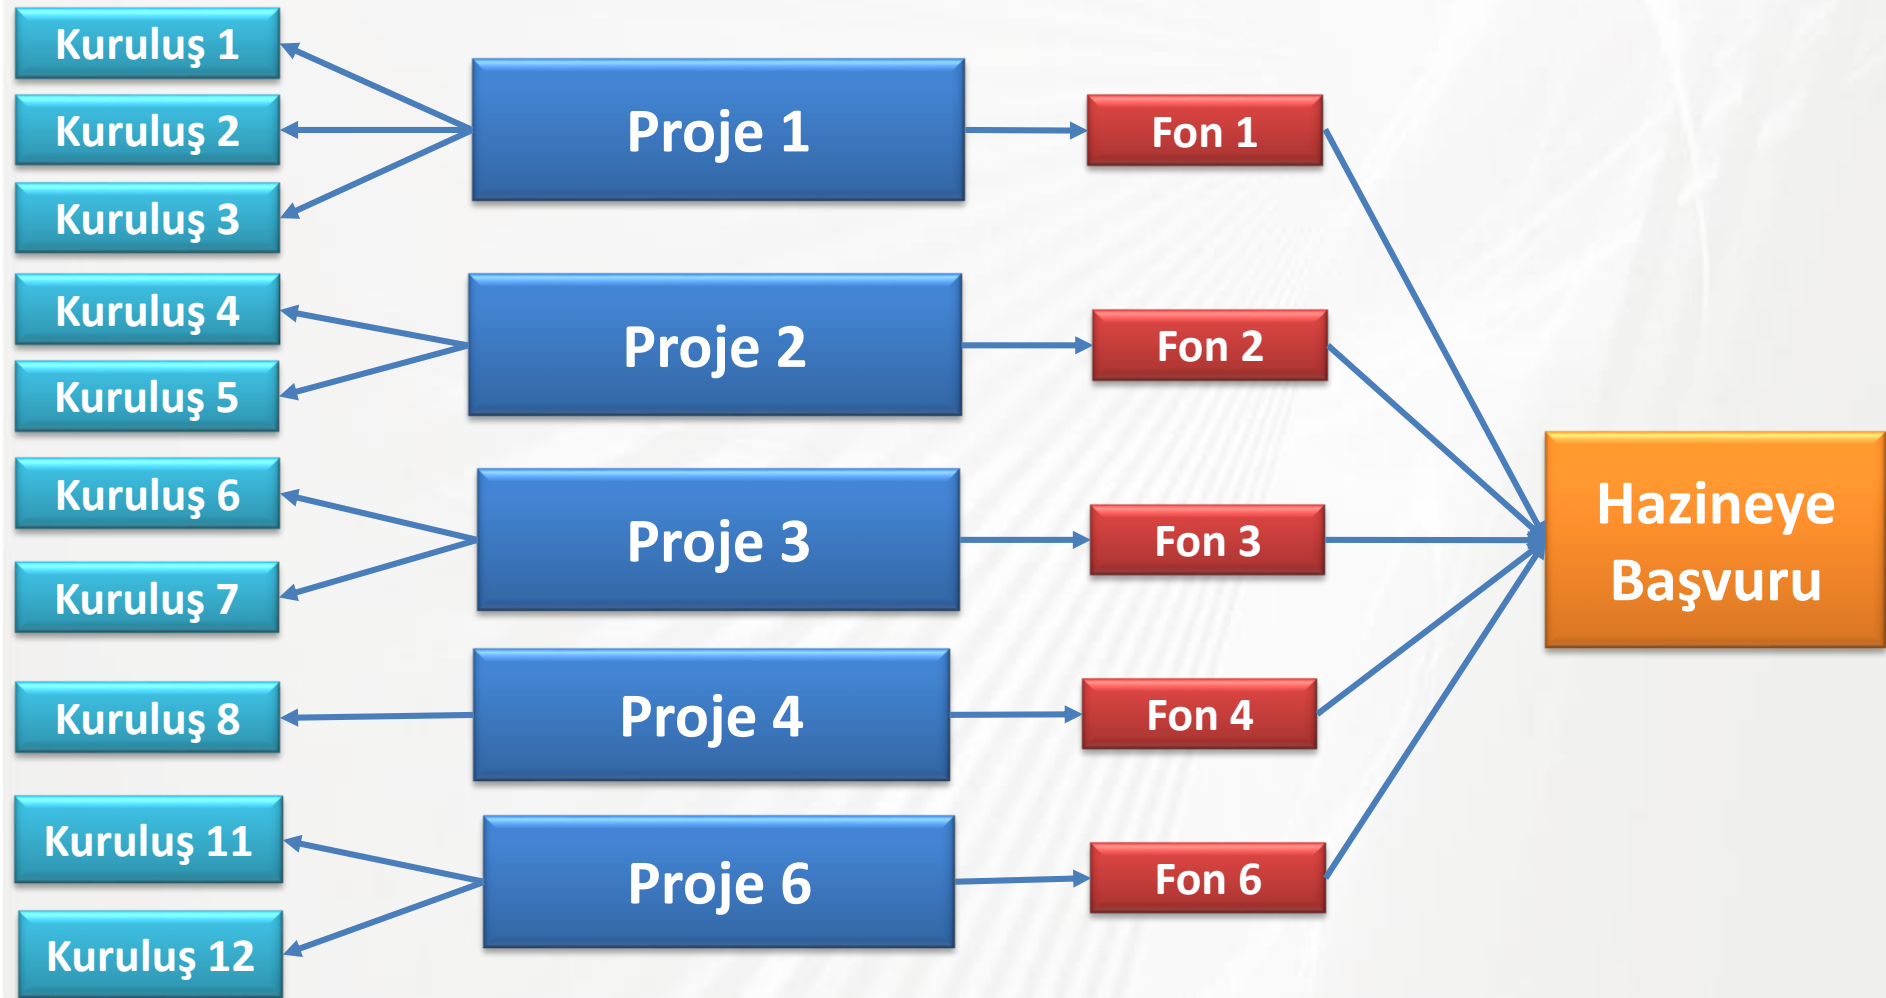 Kuruluş 1
Kuruluş 2
Kuruluş 3
Kuruluş 4
Kuruluş 5
Kuruluş 6
Kuruluş 7
Kuruluş 8
Kuruluş 11
Kuruluş 12
Proje 1
Proje 2
Proje 3
Proje 4
Proje 6
Fon 1
Fon 2
Fon 3
Fon 4
Fon 6
Hazineye
Başvuru